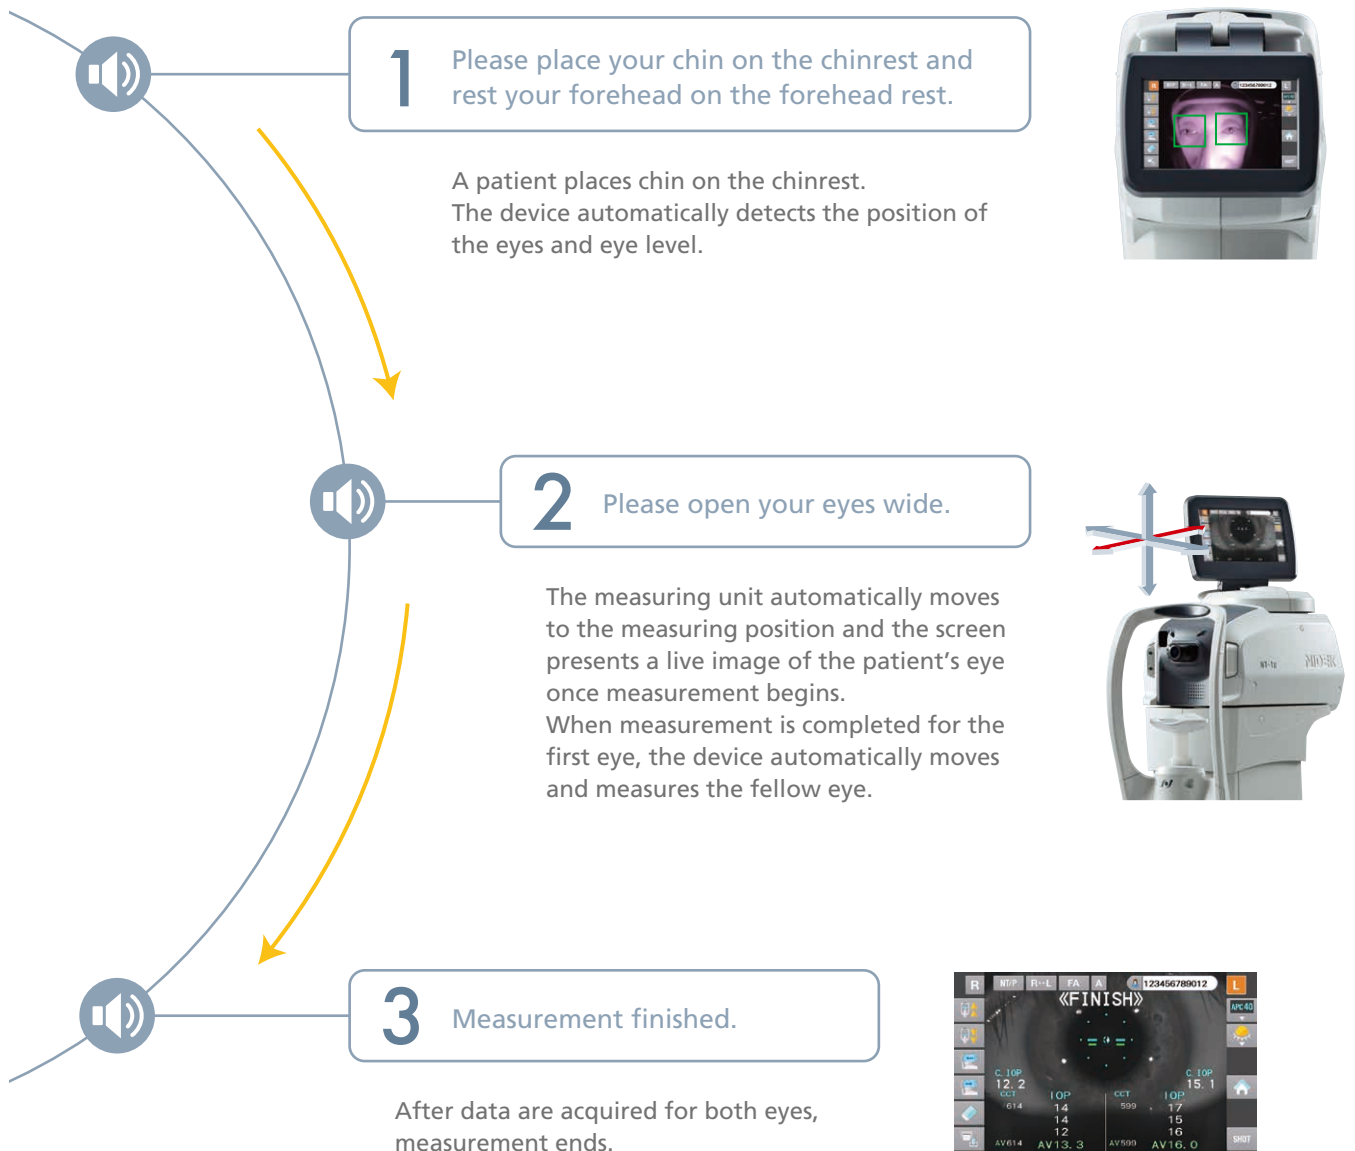 1
Please place your chin on the chinrest and
rest your forehead on the forehead rest.
A patient places chin on the chinrest.
The device automatically detects the position of
the eyes and eye level.
123456789012
2
Please open your eyes wide.
The measuring unit automatically moves
to the measuring position and the screen
presents a live image of the patient's eye
once measurement begins.
When measurement is completed for the
first eye, the device automatically moves
and measures the fellow eye.
NT-1p NIDEK
3
Measurement finished.
After data are acquired for both eyes,
measurement ends.
R NT/P R↔L FA A 123456789012 L
《FINISH》
APC40
C.IOP C.IOP
12.2 15.1
CCT IOP CCT IOP
614 14 599 17
14 15
12 16
AV614 AV13.3 AV599 AV16.0
SHOT